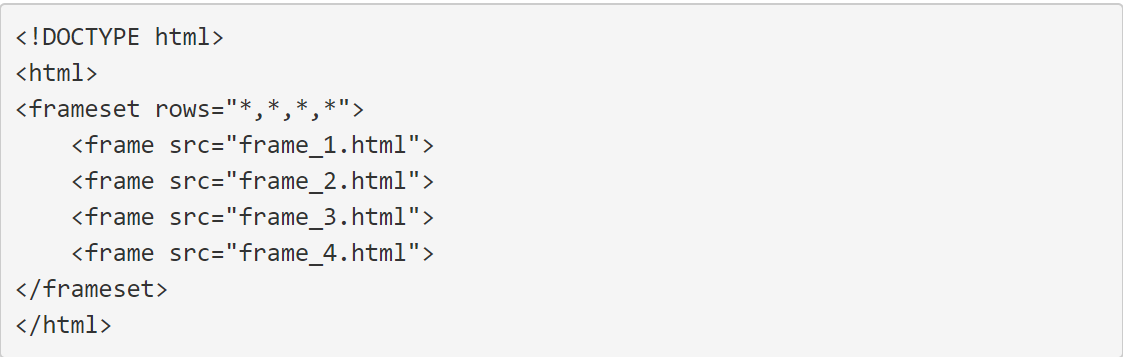 <!DOCTYPE html>
<html>
<frameset rows="*,*,*,*">
    <frame src="frame_1.html">
    <frame src="frame_2.html">
    <frame src="frame_3.html">
    <frame src="frame_4.html">
</frameset>
</html>